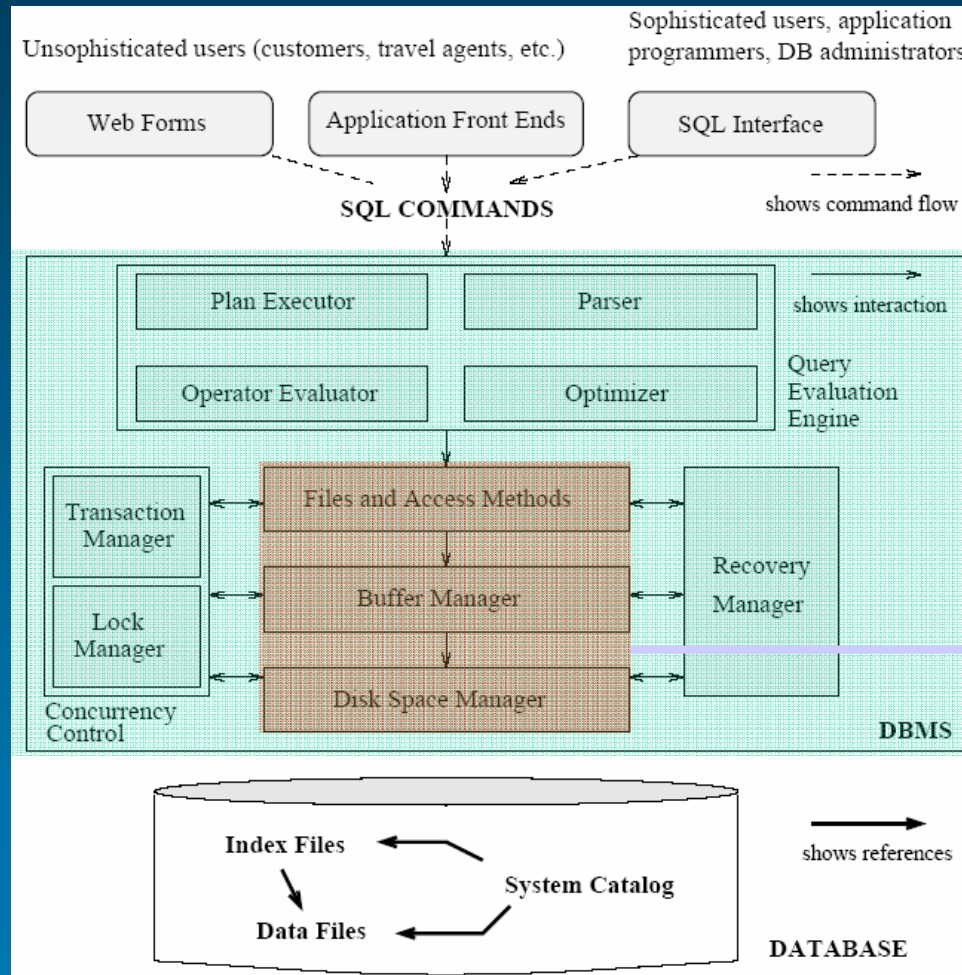 Unsophisticated users (customers, travel agents, etc.)
Sophisticated users, application
programmers, DB administrators
Web Forms
Application Front Ends
SQL Interface
SQL COMMANDS
shows command flow
Plan Executor
Parser
shows interaction
Operator Evaluator
Optimizer
Query
Evaluation
Engine
Files and Access Methods
Transaction
Manager
Buffer Manager
Recovery
Manager
Lock
Manager
Disk Space Manager
Concurrency
Control
DBMS
Index Files
shows references
System Catalog
Data Files
DATABASE